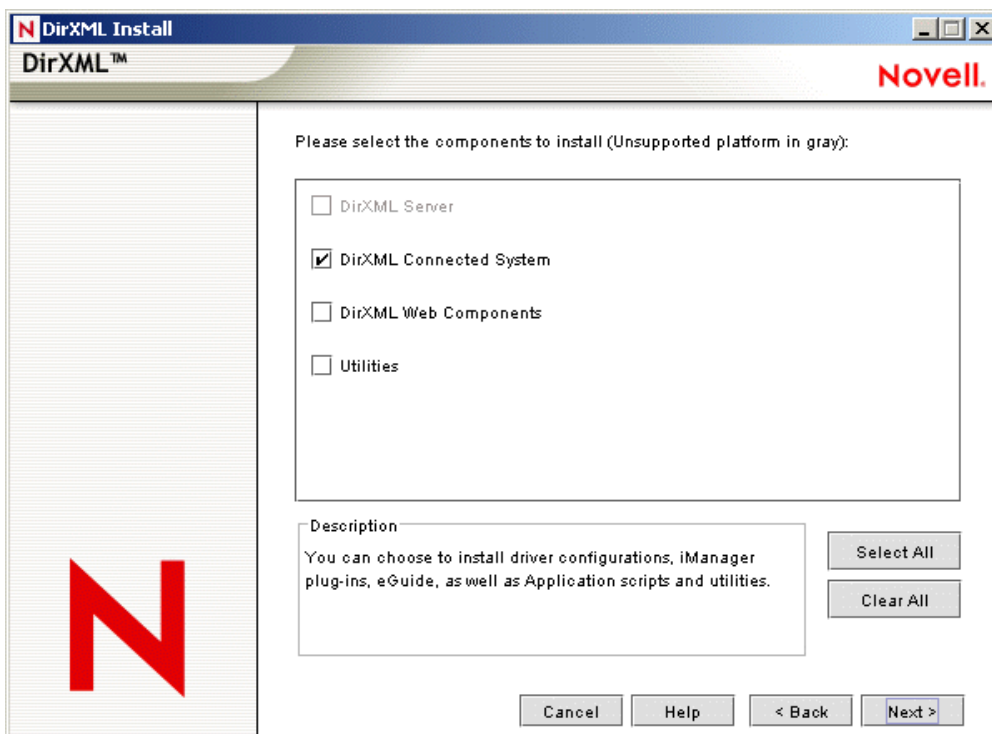 DirXML Install
DirXML™
Novell.
Please select the components to install (Unsupported platform in gray):
DirXML Server
DirXML Connected System
DirXML Web Components
Utilities
Description
You can choose to install driver configurations, iManager
plug-ins, eGuide, as well as Application scripts and utilities.
Select All
Clear All
Cancel
Help
< Back
Next >